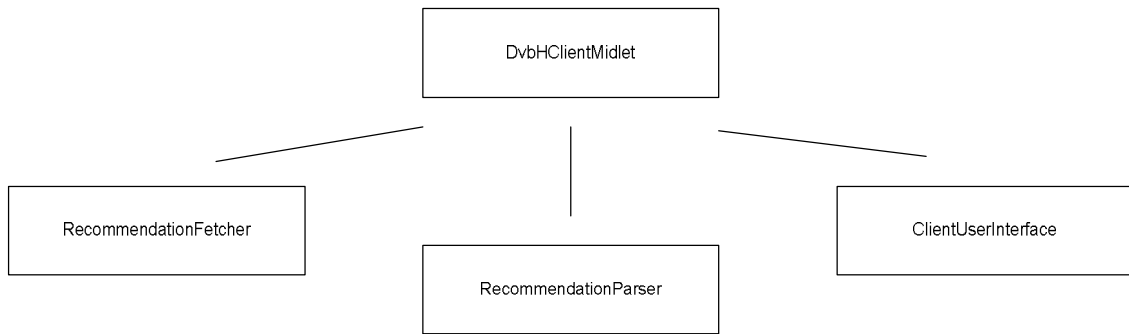 DvbHClientMidlet
RecommendationFetcher
ClientUserInterface
RecommendationParser